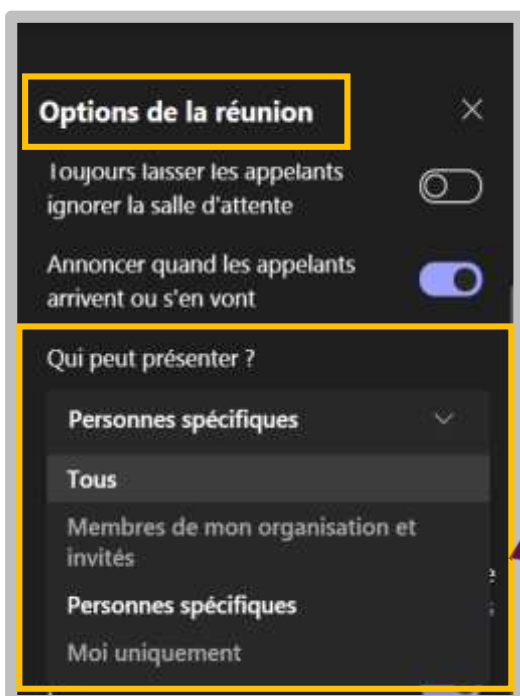 Options de la réunion
Toujours laisser les appelants
ignorer la salle d'attente
Annoncer quand les appelants
arrivent ou s'en vont
Qui peut présenter ?
Personnes spécifiques
Tous
Membres de mon organisation et
invités
Personnes spécifiques
Moi uniquement